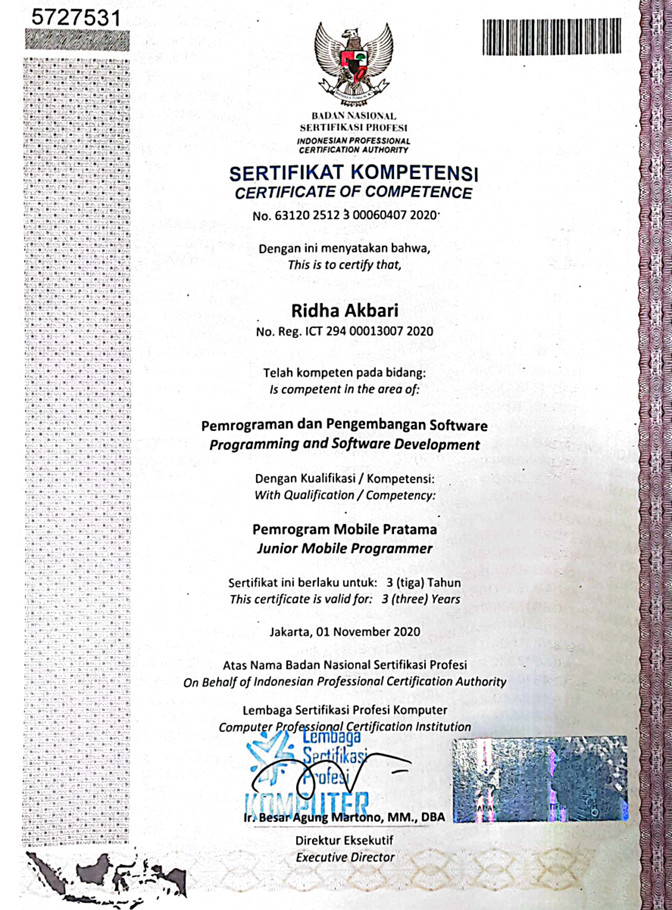 5727531
BADAN NASIONAL
SERTIFIKASI PROFESI
INDONESIAN PROFESSIONAL
CERTIFICATION AUTHORITY
SERTIFIKAT KOMPETENSI
CERTIFICATE OF COMPETENCE
No. 63120 2512 3 00060407 2020
Dengan ini menyatakan bahwa,
This is to certify that,
Ridha Akbari
No. Reg. ICT 294 00013007 2020
Telah kompeten pada bidang:
Is competent in the area of:
Pemrograman dan Pengembangan Software
Programming and Software Development
Dengan Kualifikasi / Kompetensi:
With Qualification / Competency:
Pemrogram Mobile Pratama
Junior Mobile Programmer
Sertifikat ini berlaku untuk: 3 (tiga) Tahun
This certificate is valid for: 3 (three) Years
Jakarta, 01 November 2020
Atas Nama Badan Nasional Sertifikasi Profesi
On Behalf of Indonesian Professional Certification Authority
Lembaga Sertifikasi Profesi Komputer
Computer Professional Certification Institution
Lembaga
Sertifikasi
Profesi
KOMPUTER
Ir. Besar Agung Martono, MM., DBA
Direktur Eksekutif
Executive Director